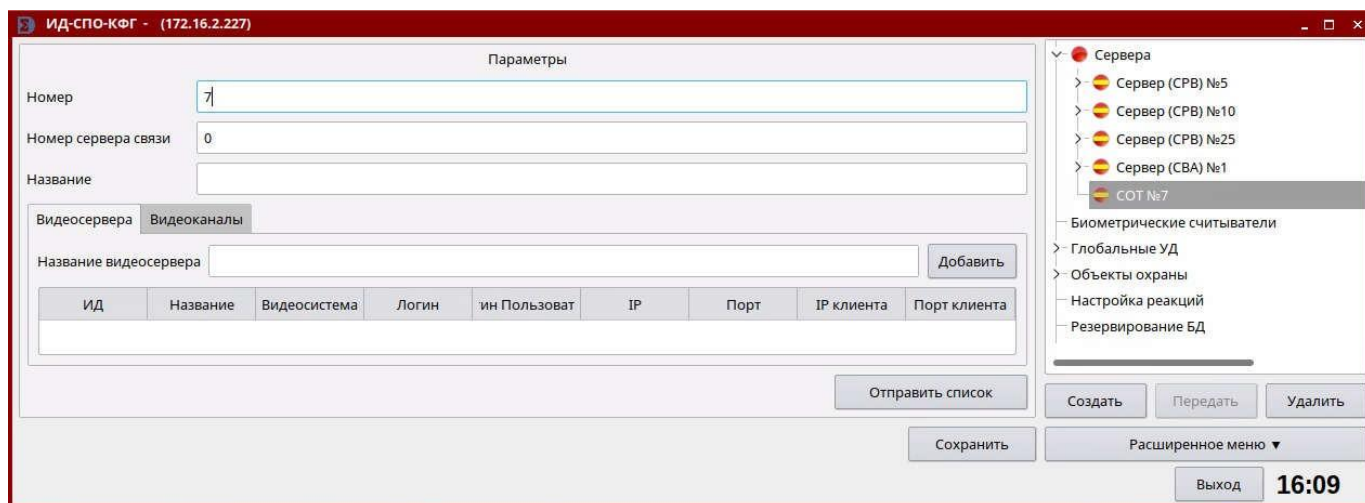 ИД-СПО-КФГ - (172.16.2.227)
Параметры
Номер 7
Номер сервера связи 0
Название
Видеосервера Видеоканалы
Название видеосервера Добавить
ИД Название Видеосистема Логин ин Пользоват IP Порт IP клиента Порт клиента
Отправить список
Сохранить
Сервера
Сервер (СРВ) №5
Сервер (СРВ) №10
Сервер (СРВ) №25
Сервер (СВА) №1
СОТ №7
Биометрические считыватели
Глобальные УД
Объекты охраны
Настройка реакций
Резервирование БД
Создать Передать Удалить
Расширенное меню ▼
Выход 16:09